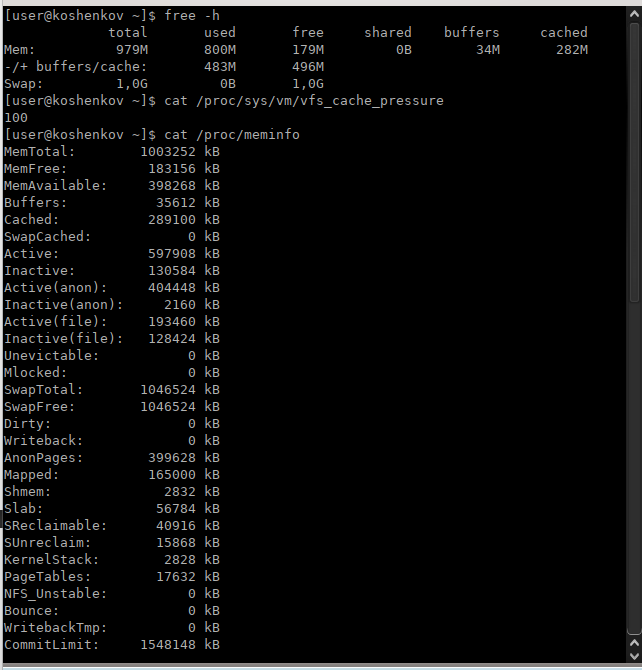 [user@koshenkov ~]$ free -h
             total       used       free     shared    buffers     cached
Mem:          979M       800M       179M         0B        34M       282M
-/+ buffers/cache:       483M       496M
Swap:         1,0G         0B       1,0G
[user@koshenkov ~]$ cat /proc/sys/vm/vfs_cache_pressure
100
[user@koshenkov ~]$ cat /proc/meminfo
MemTotal:        1003252 kB
MemFree:          183156 kB
MemAvailable:     398268 kB
Buffers:           35612 kB
Cached:           289100 kB
SwapCached:            0 kB
Active:           597908 kB
Inactive:         130584 kB
Active(anon):     404448 kB
Inactive(anon):     2160 kB
Active(file):     193460 kB
Inactive(file):   128424 kB
Unevictable:           0 kB
Mlocked:               0 kB
SwapTotal:       1046524 kB
SwapFree:        1046524 kB
Dirty:                 0 kB
Writeback:             0 kB
AnonPages:        399628 kB
Mapped:           165000 kB
Shmem:              2832 kB
Slab:              56784 kB
SReclaimable:      40916 kB
SUnreclaim:        15868 kB
KernelStack:        2828 kB
PageTables:        17632 kB
NFS_Unstable:          0 kB
Bounce:                0 kB
WritebackTmp:          0 kB
CommitLimit:     1548148 kB